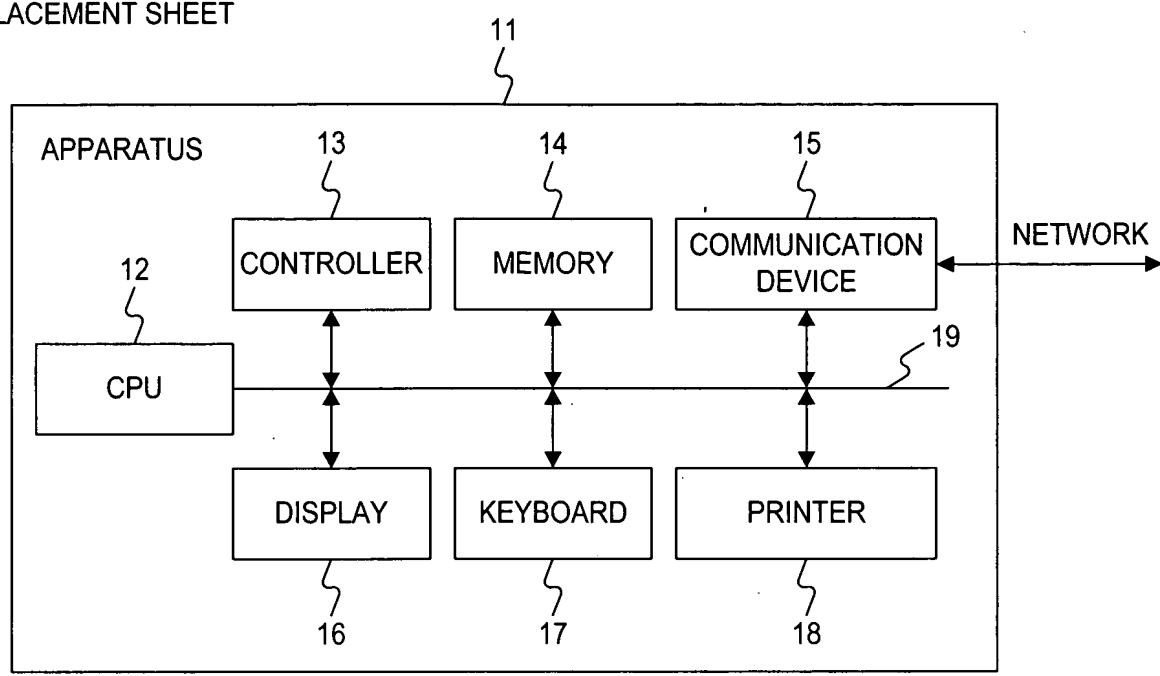 LACEMENT SHEET
11
APPARATUS
13
14
15
CONTROLLER
MEMORY
COMMUNICATION
DEVICE
NETWORK
12
CPU
19
DISPLAY
KEYBOARD
PRINTER
16
17
18